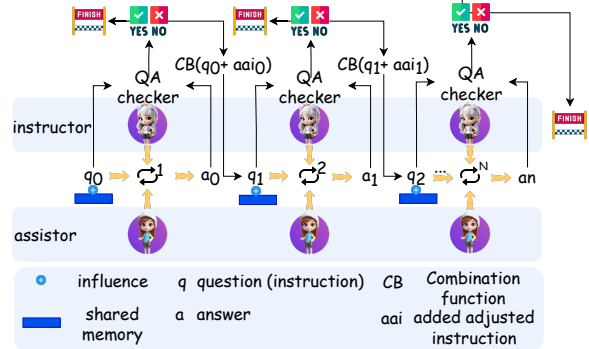 FINISH
YES NO
FINISH
YES NO
YES NO
CB(q0+ aai0)
CB(q1+ aai1)
QA
checker
QA
checker
QA
checker
FINISH
instructor
q0
1
a0
q1
2
a1
q2
...
N
an
assistor
influence
q question (instruction)
CB Combination
function
shared
memory
a answer
aai added adjusted
instruction